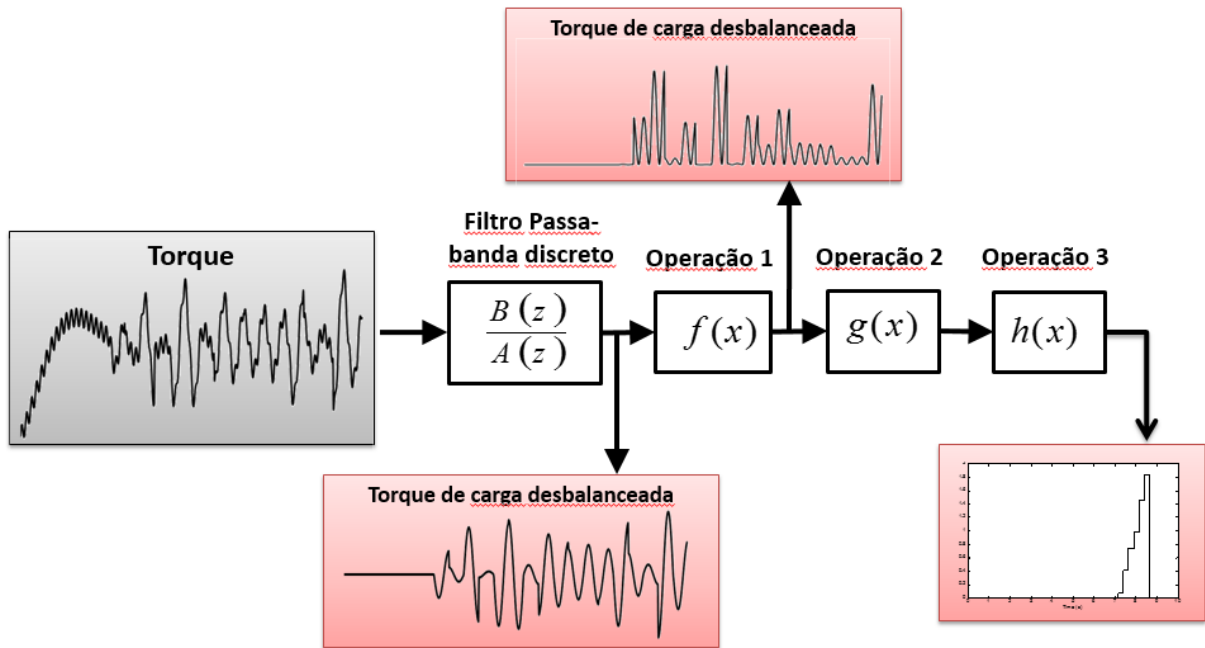 Torque de carga desbalanceada
Filtro Passa-
banda discreto
Operação 1
Operação 2
Operação 3
Torque
B(z)
A(z)
f(x)
g(x)
h(x)
Torque de carga desbalanceada